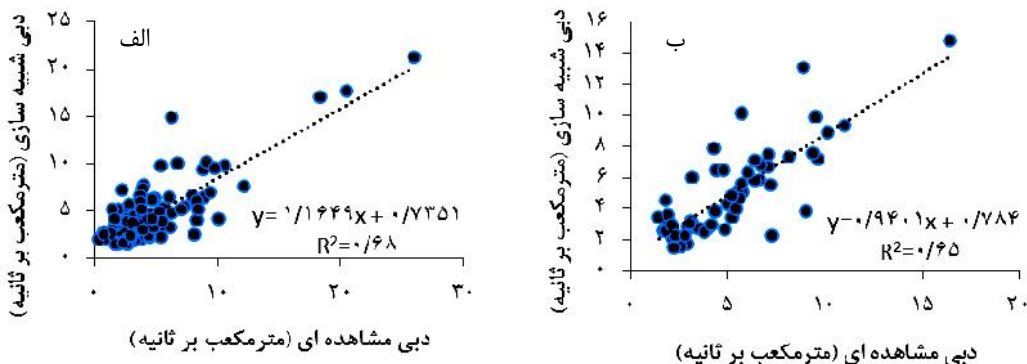 الف
دبی شبیه سازی (مترمکعب بر ثانیه)
۲۵
۲۰
۱۵
۱۰
۵
۰
y= ۱/۱۶۴۹x + ۰/۷۳۵۱
R²=۰/۶۸
۰ ۱۰ ۲۰ ۳۰
دبی مشاهده ای (مترمکعب بر ثانیه)
ب
دبی شبیه سازی (مترمکعب بر ثانیه)
۱۶
۱۴
۱۲
۱۰
۸
۶
۴
۲
۰
y-۰/۹۴۰۱x + ۰/۷۸۴
R²=۰/۶۵
۰ ۵ ۱۰ ۱۵ ۲۰
دبی مشاهده ای (مترمکعب بر ثانیه)